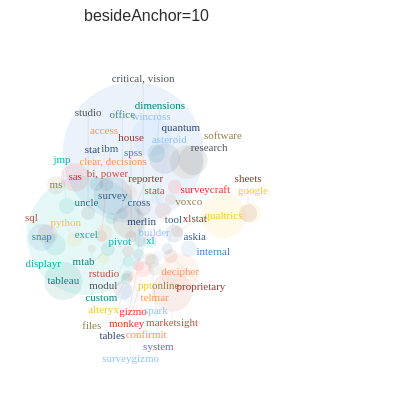 besideAnchor=10
critical, vision
dimensions
studio office wincross
quantum
access house asteroid software
stat ibm spss research
jmp clear, decisions
sas bi, power reporter sheets
ms stata surveycraft google
uncle survey cross voxco
sql python merlin tool xlstat qualtrics
snap excel pivot builder xl askia
internal
displayr mtab
rstudio decipher
tableau modul ppt online proprietary
custom telmar
alteryx gizmo spark
files monkey marketsight
tables confirmit
system
surveygizmo